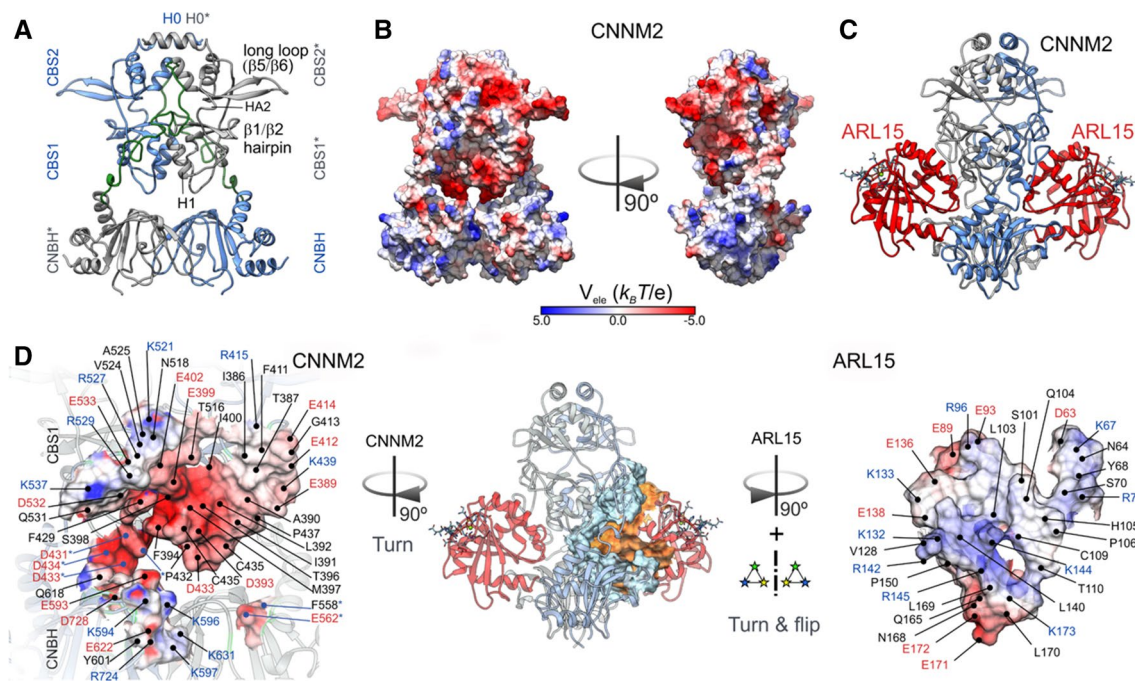 A
H0 H0*
CBS2
long loop
(β5/β6)
CBS2*
HA2
β1/β2
hairpin
CBS1
CBS1*
H1
CNBH*
CNBH
B
CNNM2
90º
Vele (kBT/e)
5.0 0.0 -5.0
C
CNNM2
ARL15 ARL15
D
CNNM2
CBS1
CNBH
A525
K521
V524
N518
R527
E402
E533
E399
R529
T516
I400
R415
I386
F411
T387
E414
G413
E412
K439
E389
K537
D532
Q531
F429
S398
D431*
D434*
D433*
F394
P432
C435
D433
C435
D393
A390
P437
L392
I391
T396
M397
Q618
E593
D728
K594
K596
E622
Y601
R724
K597
K631
F558*
E562*
CNNM2
90º
Turn
ARL15
90º
+
Turn & flip
ARL15
Q104
S101
D63
E93
L103
R96
E89
K67
E136
N64
Y68
K133
S70
R7
E138
H105
P106
K132
V128
C109
R142
K144
P150
T110
R145
L140
L169
Q165
K173
N168
E172
L170
E171